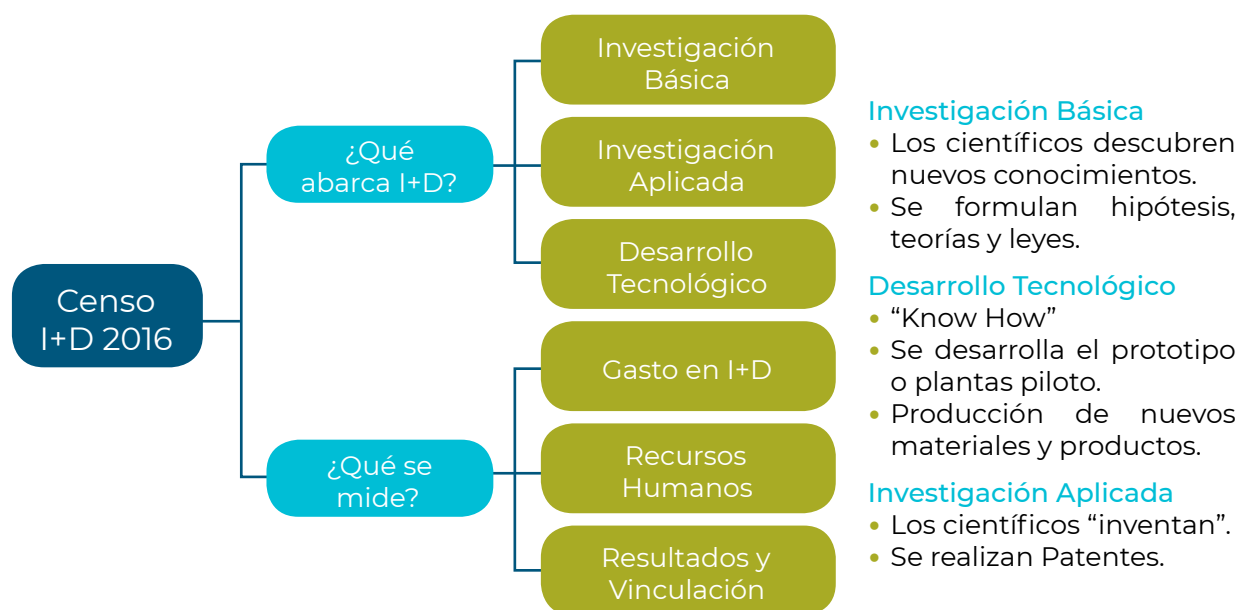 Censo
I+D 2016
¿Qué
abarca I+D?
Investigación
Básica
Investigación
Aplicada
Desarrollo
Tecnológico
¿Qué se
mide?
Gasto en I+D
Recursos
Humanos
Resultados y
Vinculación
Investigación Básica
• Los científicos descubren
nuevos conocimientos.
• Se formulan hipótesis,
teorías y leyes.
Desarrollo Tecnológico
• “Know How”
• Se desarrolla el prototipo
o plantas piloto.
• Producción de nuevos
materiales y productos.
Investigación Aplicada
• Los científicos “inventan”.
• Se realizan Patentes.